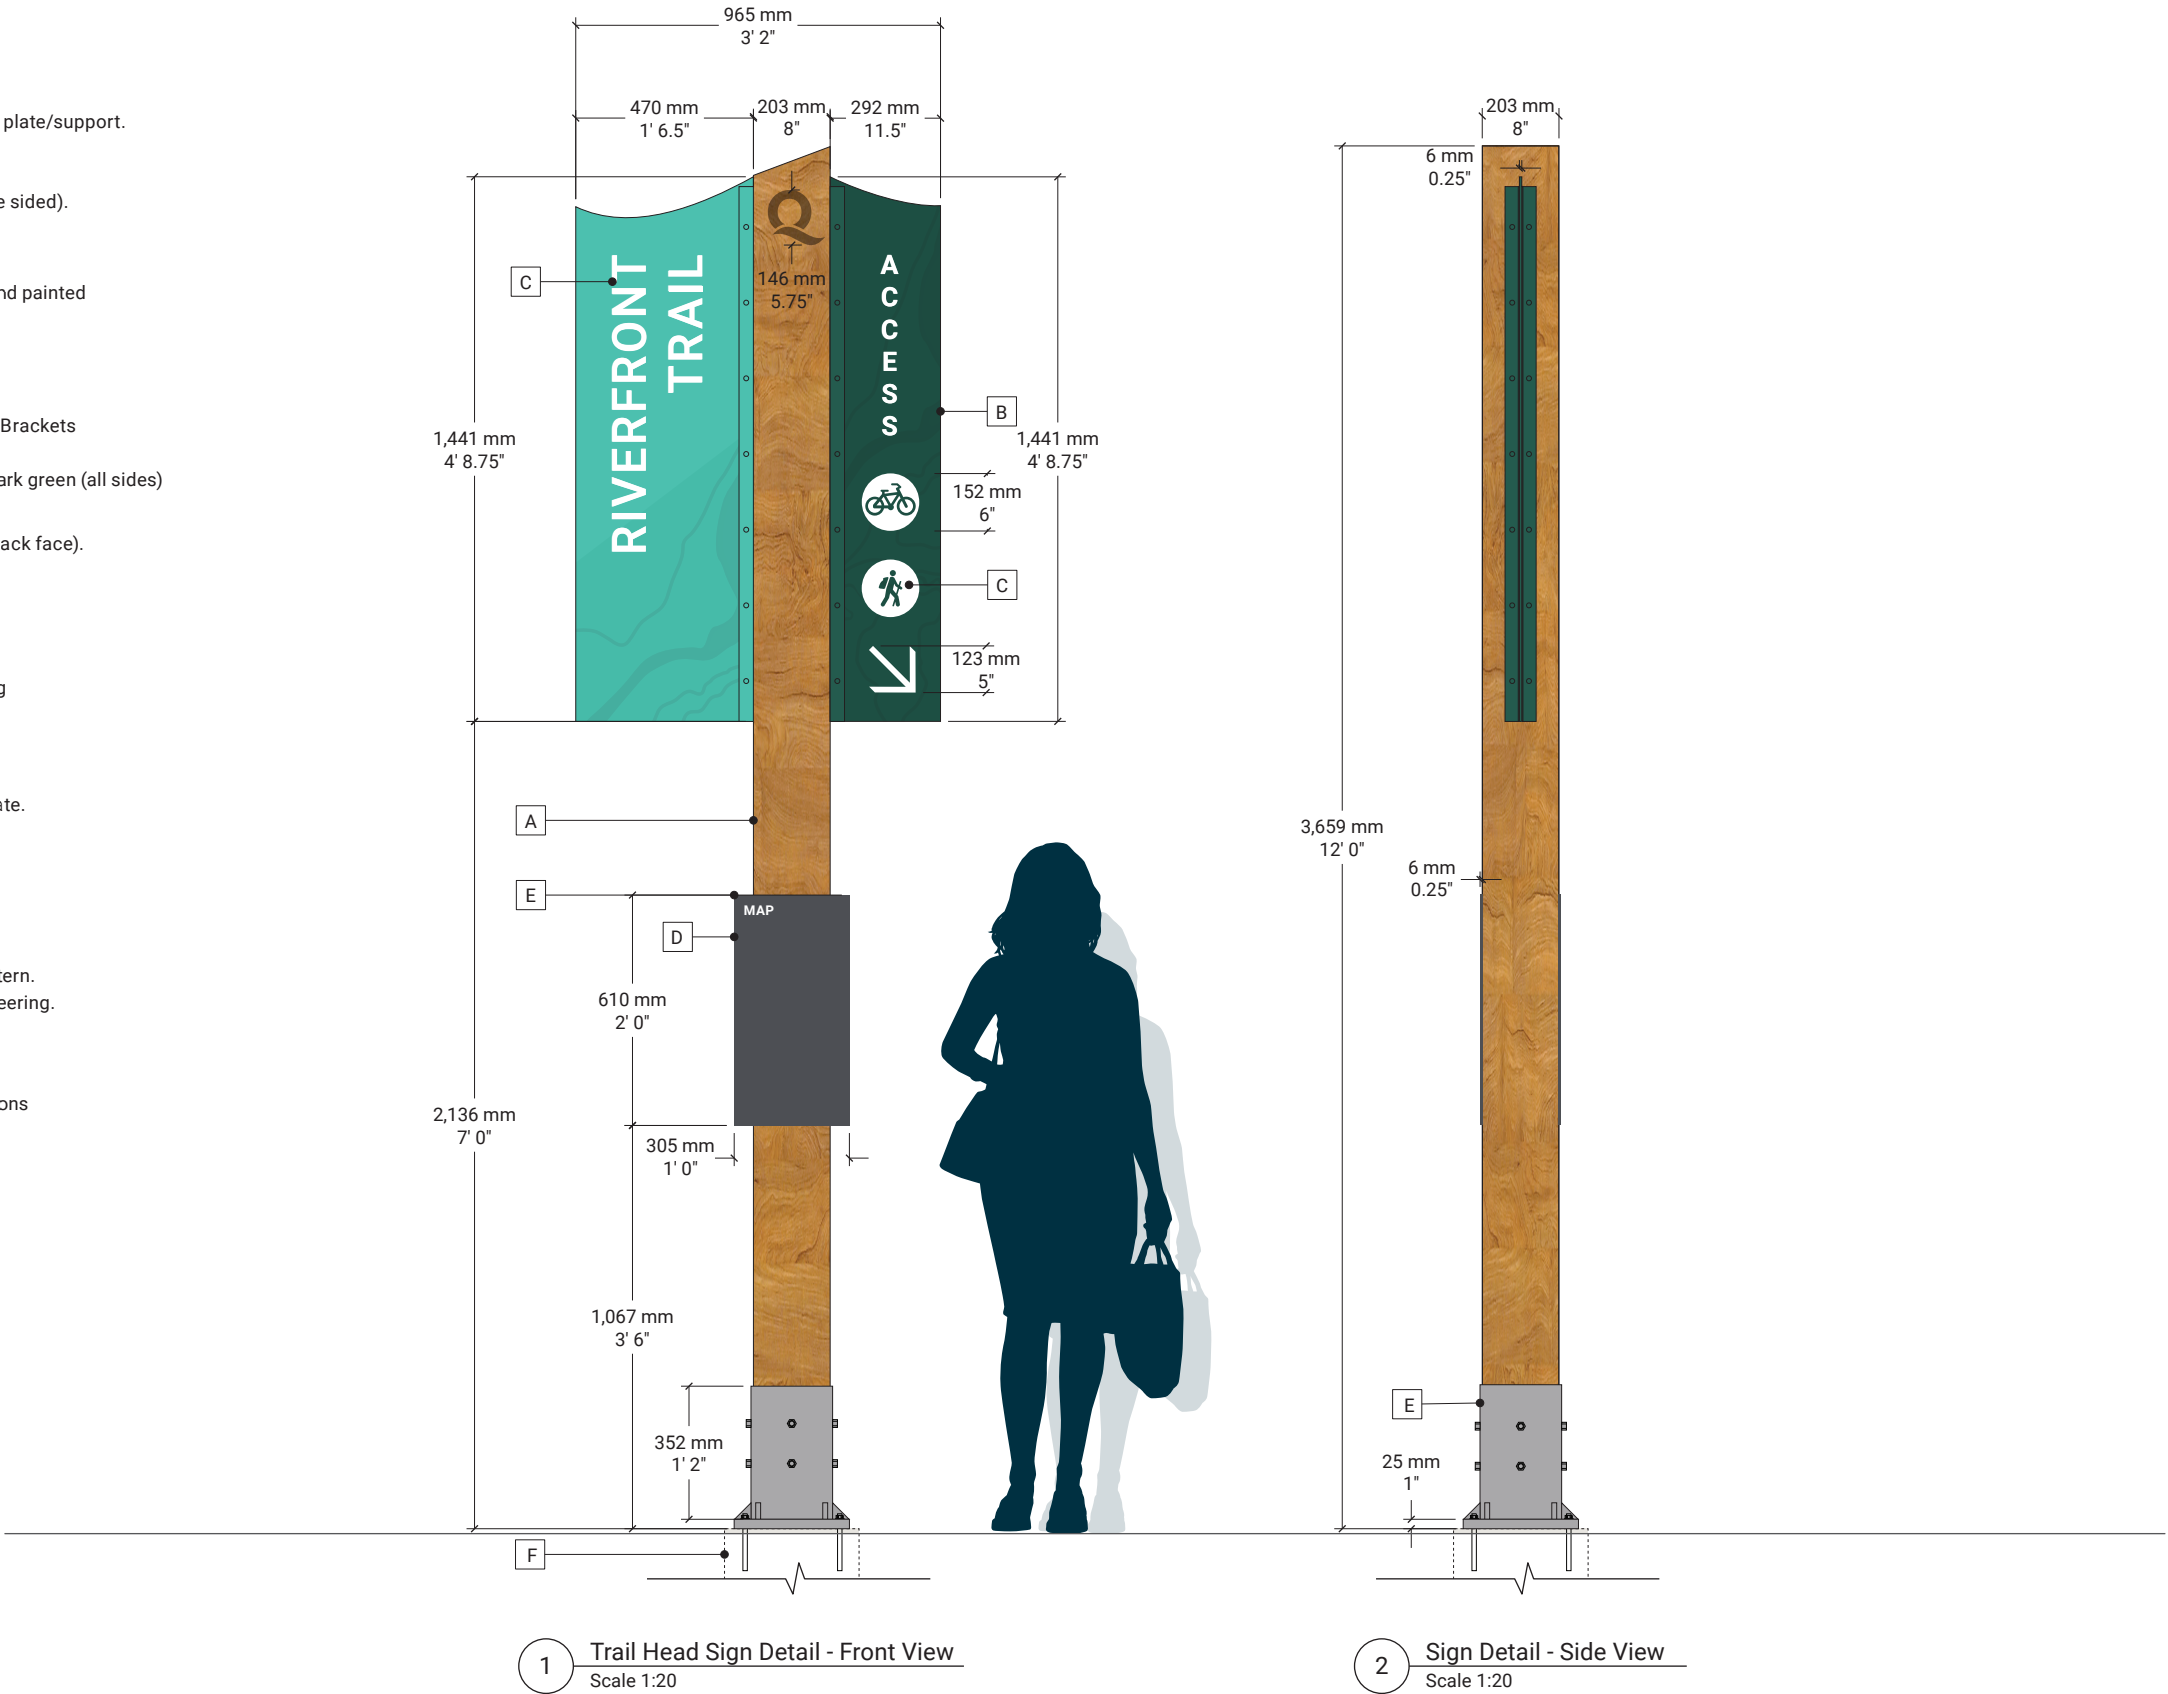 plate/support.
e sided).
nd painted
Brackets
ark green (all sides)
ack face).
g
ate.
tern.
eering.
ons
965 mm
3' 2"
470 mm
1' 6.5"
203 mm
8"
292 mm
11.5"
Q
146 mm
5.75"
RIVERFRONT
TRAIL
ACCESS
C
B
1,441 mm
4' 8.75"
1,441 mm
4' 8.75"
152 mm
6"
C
123 mm
5"
A
E
MAP
D
610 mm
2' 0"
2,136 mm
7' 0"
305 mm
1' 0"
1,067 mm
3' 6"
352 mm
1' 2"
F
1
Trail Head Sign Detail - Front View
Scale 1:20
203 mm
8"
6 mm
0.25"
3,659 mm
12' 0"
6 mm
0.25"
E
25 mm
1"
2
Sign Detail - Side View
Scale 1:20